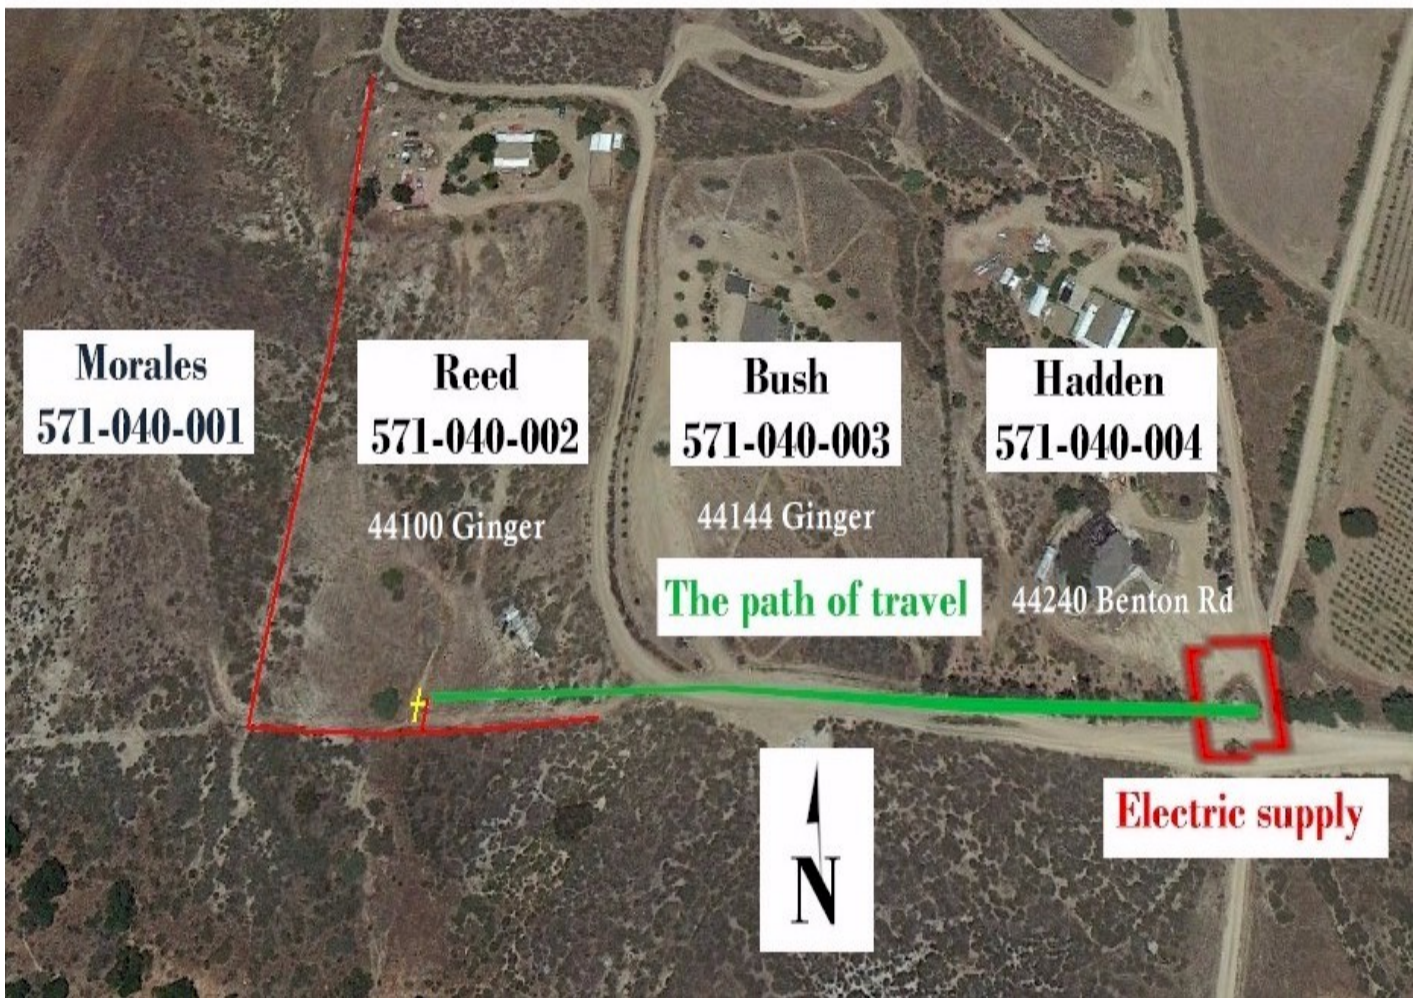 Morales
571-040-001
Reed
571-040-002
44100 Ginger
Bush
571-040-003
44144 Ginger
Hadden
571-040-004
The path of travel
44240 Benton Rd
Electric supply
N